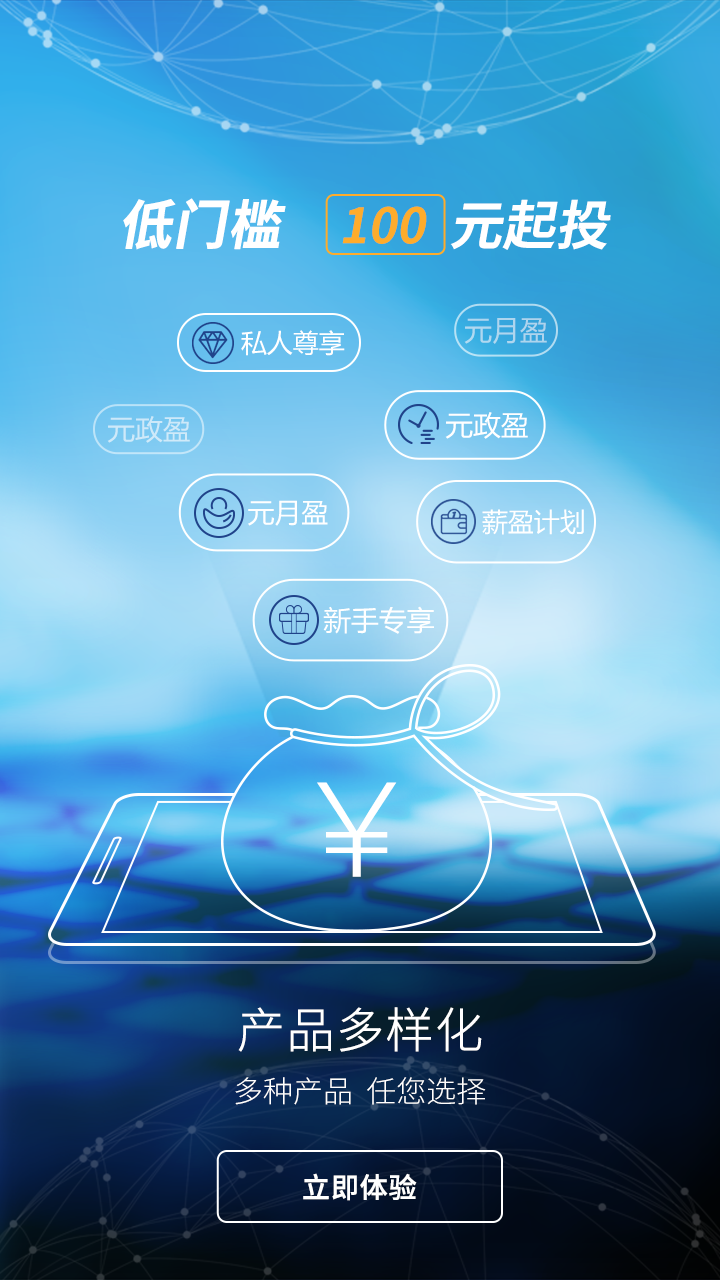 低门槛 100 元起投
私人尊享
元月盈
元政盈
元政盈
元月盈
薪盈计划
新手专享
¥
产品多样化
多种产品 任您选择
立即体验